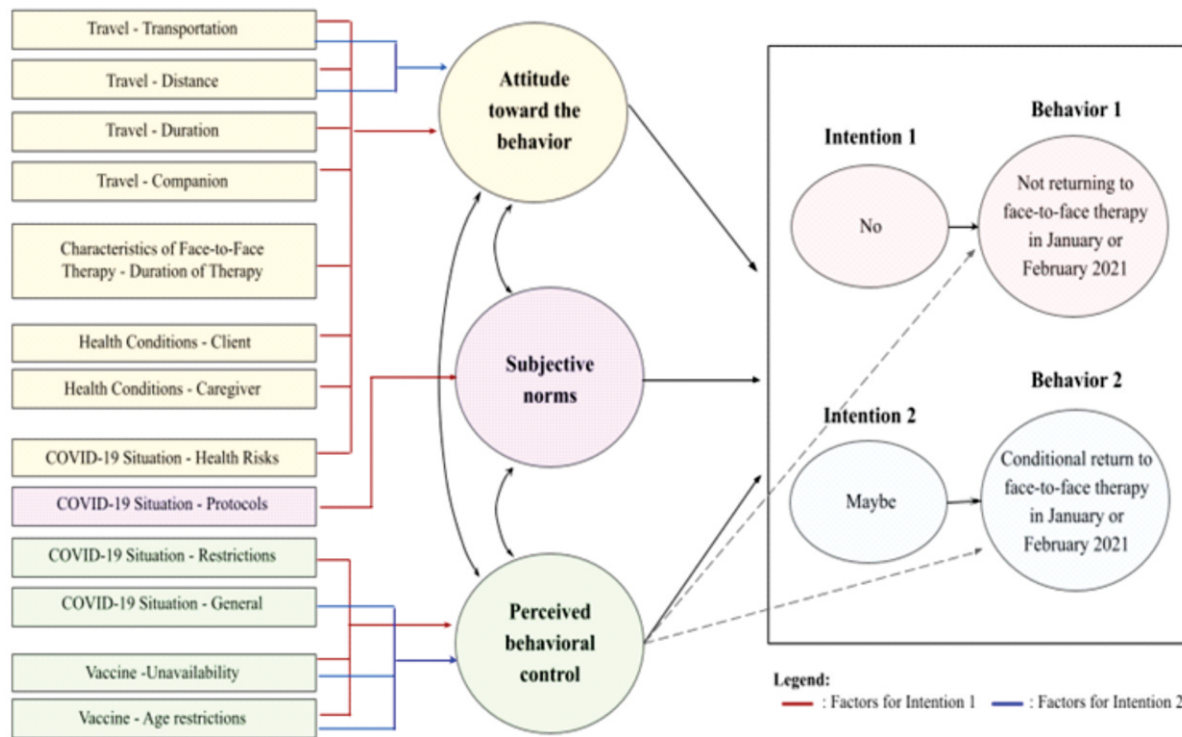 Travel - Transportation
Travel - Distance
Travel - Duration
Travel - Companion
Characteristics of Face-to-Face
Therapy - Duration of Therapy
Health Conditions - Client
Health Conditions - Caregiver
COVID-19 Situation - Health Risks
COVID-19 Situation - Protocols
COVID-19 Situation - Restrictions
COVID-19 Situation - General
Vaccine -Unavailability
Vaccine - Age restrictions
Attitude
toward the
behavior
Subjective
norms
Perceived
behavioral
control
Intention 1
No
Behavior 1
Not returning to
face-to-face therapy
in January or
February 2021
Intention 2
Maybe
Behavior 2
Conditional return to
face-to-face therapy
in January or
February 2021
Legend:
: Factors for Intention 1
: Factors for Intention 2